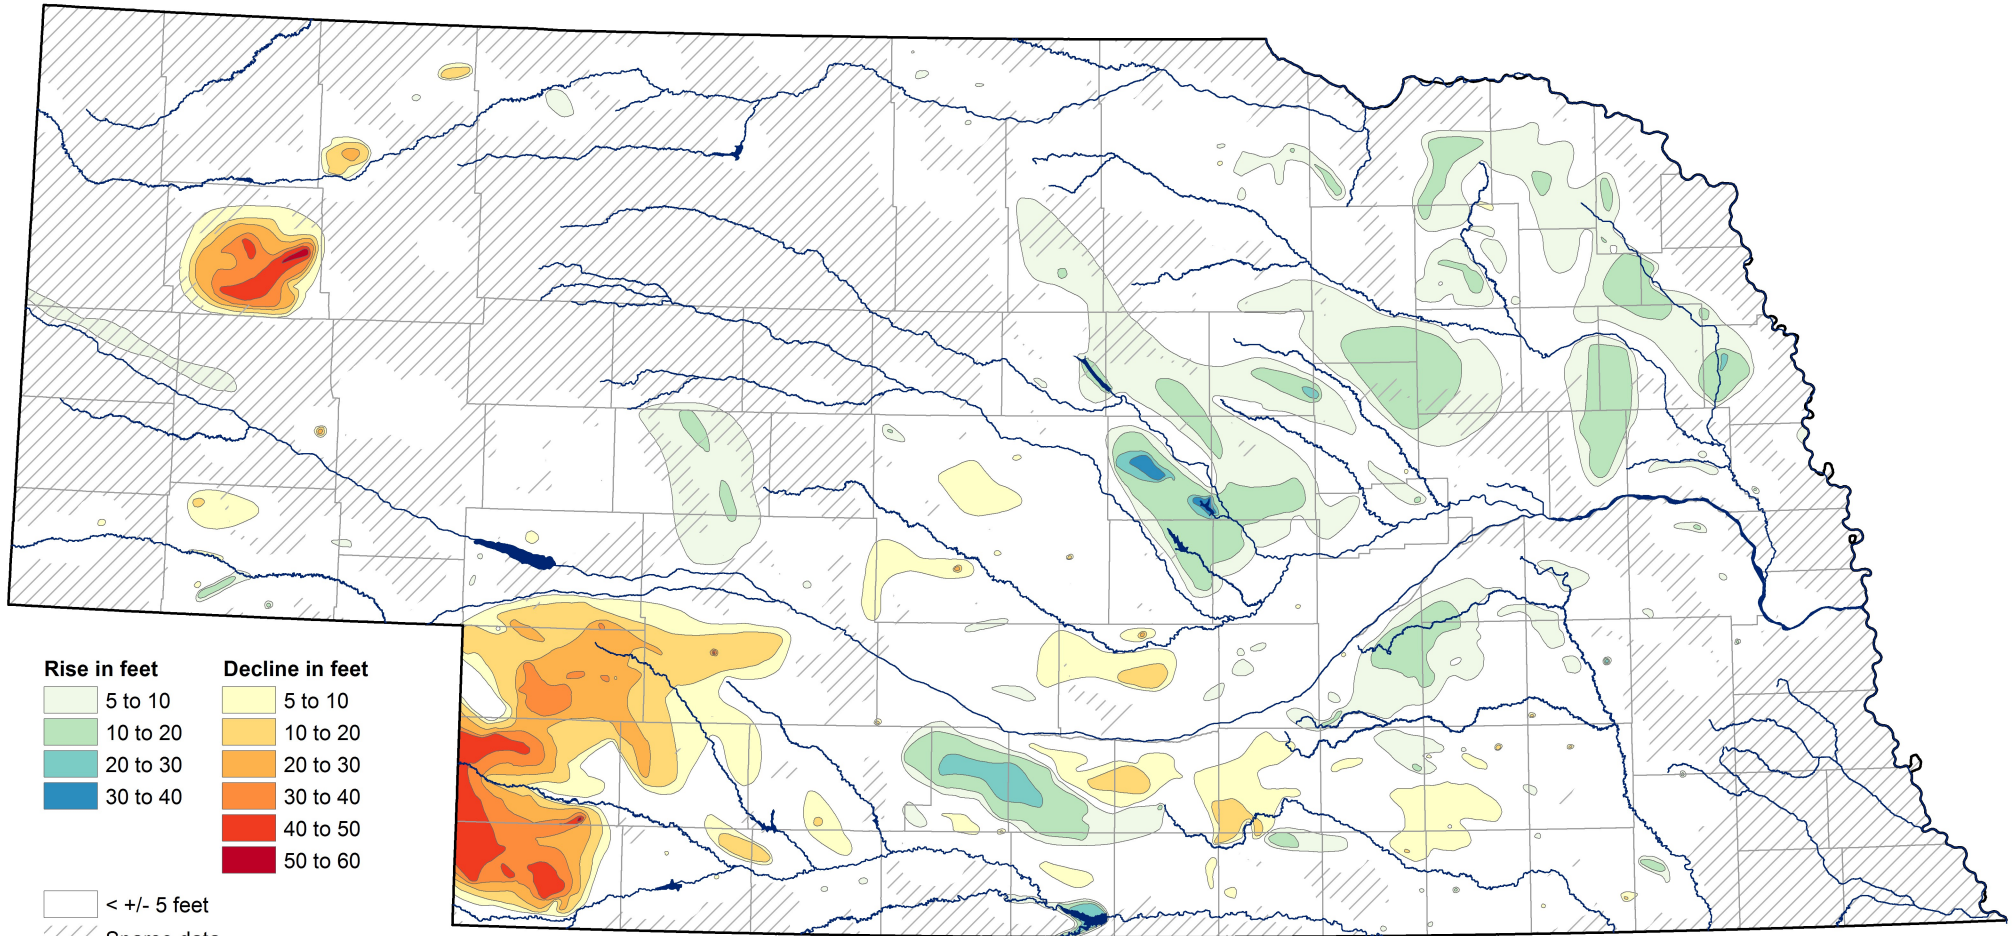 Rise in feet
5 to 10
10 to 20
20 to 30
30 to 40
Decline in feet
5 to 10
10 to 20
20 to 30
30 to 40
40 to 50
50 to 60
< +/- 5 feet
Sparse data